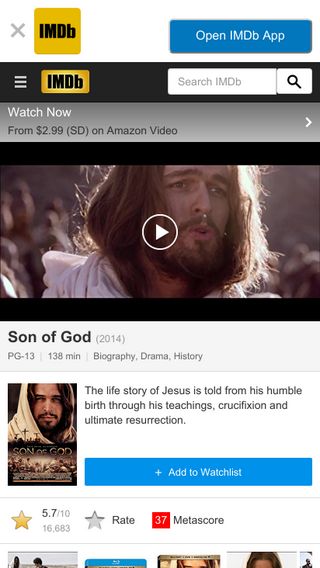 IMDb
Open IMDb App
IMDb
Search IMDb
Watch Now
From $2.99 (SD) on Amazon Video
Son of God (2014)
PG-13 | 138 min | Biography, Drama, History
The life story of Jesus is told from his humble
birth through his teachings, crucifixion and
ultimate resurrection.
SON OF GOD
+ Add to Watchlist
5.7/10
16,683
Rate
37 Metascore